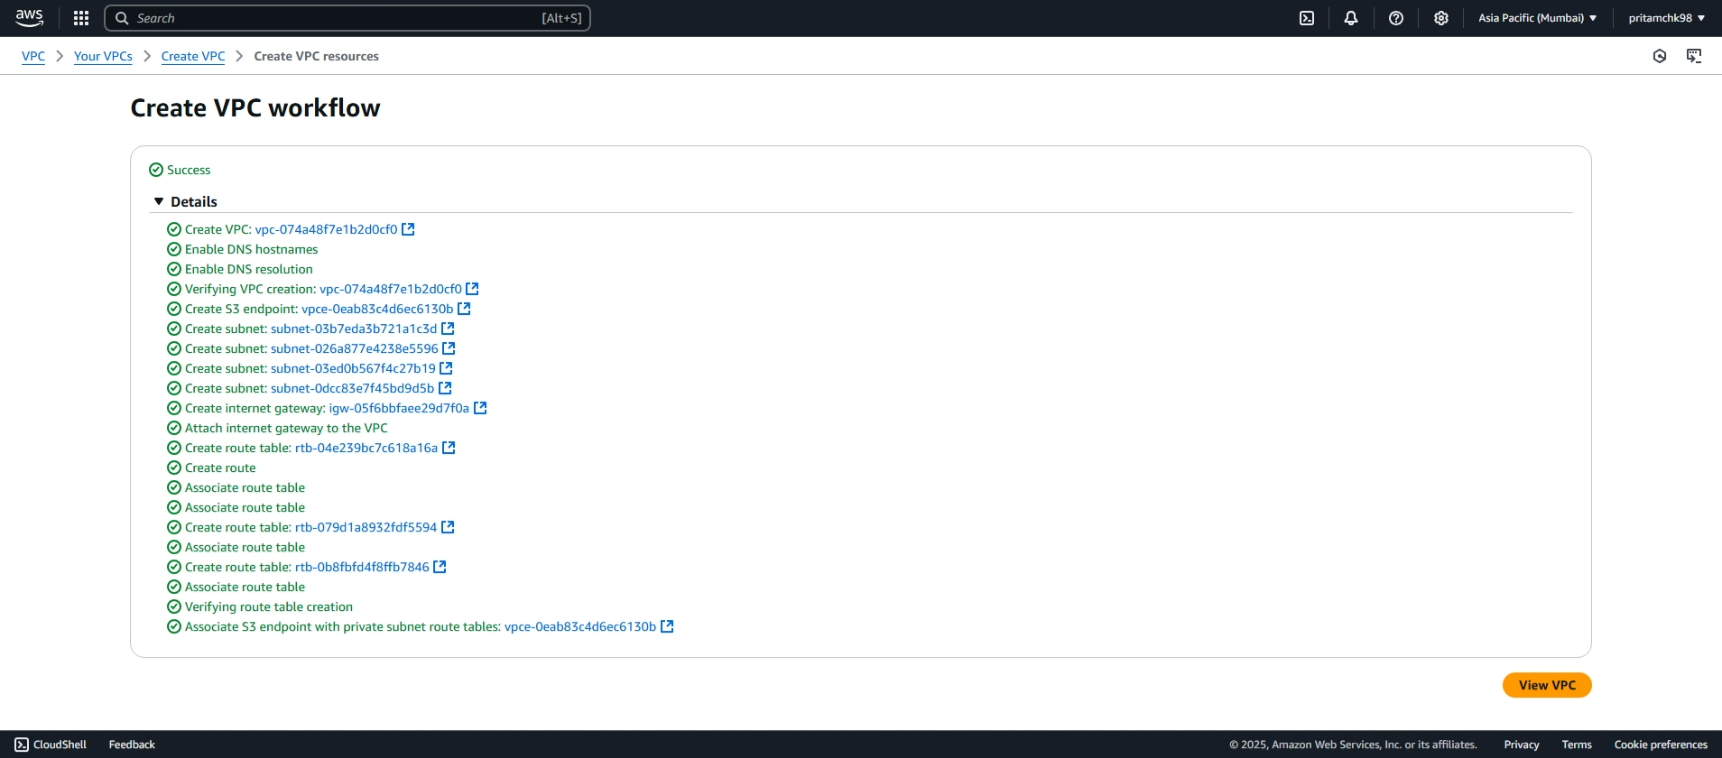 aws Search [Alt+S] Asia Pacific (Mumbai) pritamchk98
VPC Your VPCs Create VPC Create VPC resources
Create VPC workflow
Success
Details
Create VPC: vpc-074a48f7e1b2d0cf0
Enable DNS hostnames
Enable DNS resolution
Verifying VPC creation: vpc-074a48f7e1b2d0cf0
Create S3 endpoint: vpce-0eab83c4d6ec6130b
Create subnet: subnet-03b7eda3b721a1c3d
Create subnet: subnet-026a877e4238e5596
Create subnet: subnet-03ed0b567f4c27b19
Create subnet: subnet-0dcc83e7f45bd9d5b
Create internet gateway: igw-05f6bbfaee29d7f0a
Attach internet gateway to the VPC
Create route table: rtb-04e239bc7c618a16a
Create route
Associate route table
Associate route table
Create route table: rtb-079d1a8932fdf5594
Associate route table
Create route table: rtb-0b8fbfd4f8ffb7846
Associate route table
Verifying route table creation
Associate S3 endpoint with private subnet route tables: vpce-0eab83c4d6ec6130b
View VPC
CloudShell Feedback © 2025, Amazon Web Services, Inc. or its affiliates. Privacy Terms Cookie preferences